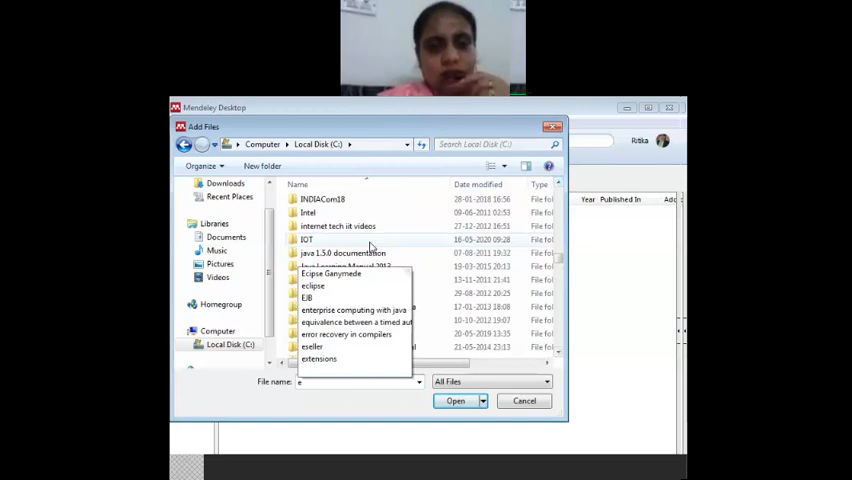 Mendeley Desktop
Add Files
Computer Local Disk (C:) Search Local Disk (C:)
Ritka
Organize New folder
Name Date modified Type
Year Published In Added
Downloads
Recent Places
Libraries
Documents
Music
Pictures
Videos
Homegroup
Computer
Local Disk (C:)
INDIACom18 28-01-2018 16:56 File fol
Intel 09-06-2011 02:53 File fol
internet tech iit videos 27-12-2012 16:51 File fol
IOT 16-05-2020 09:28 File fol
java 1.5.0 documentation 07-08-2011 19:32 File fol
Java Learning Manual 2013 19-03-2015 20:13 File fol
13-11-2011 21:41 File fol
29-08-2012 20:25 File fol
17-01-2013 18:08 File fol
10-10-2012 19:07 File fol
20-05-2019 13:35 File fol
21-05-2014 23:13 File fol
Ecipse Ganymede
eclipse
EJB
enterprise computing with java
equivalence between a timed aut
error recovery in compilers
eseller
extensions
File name: e All Files
Open Cancel